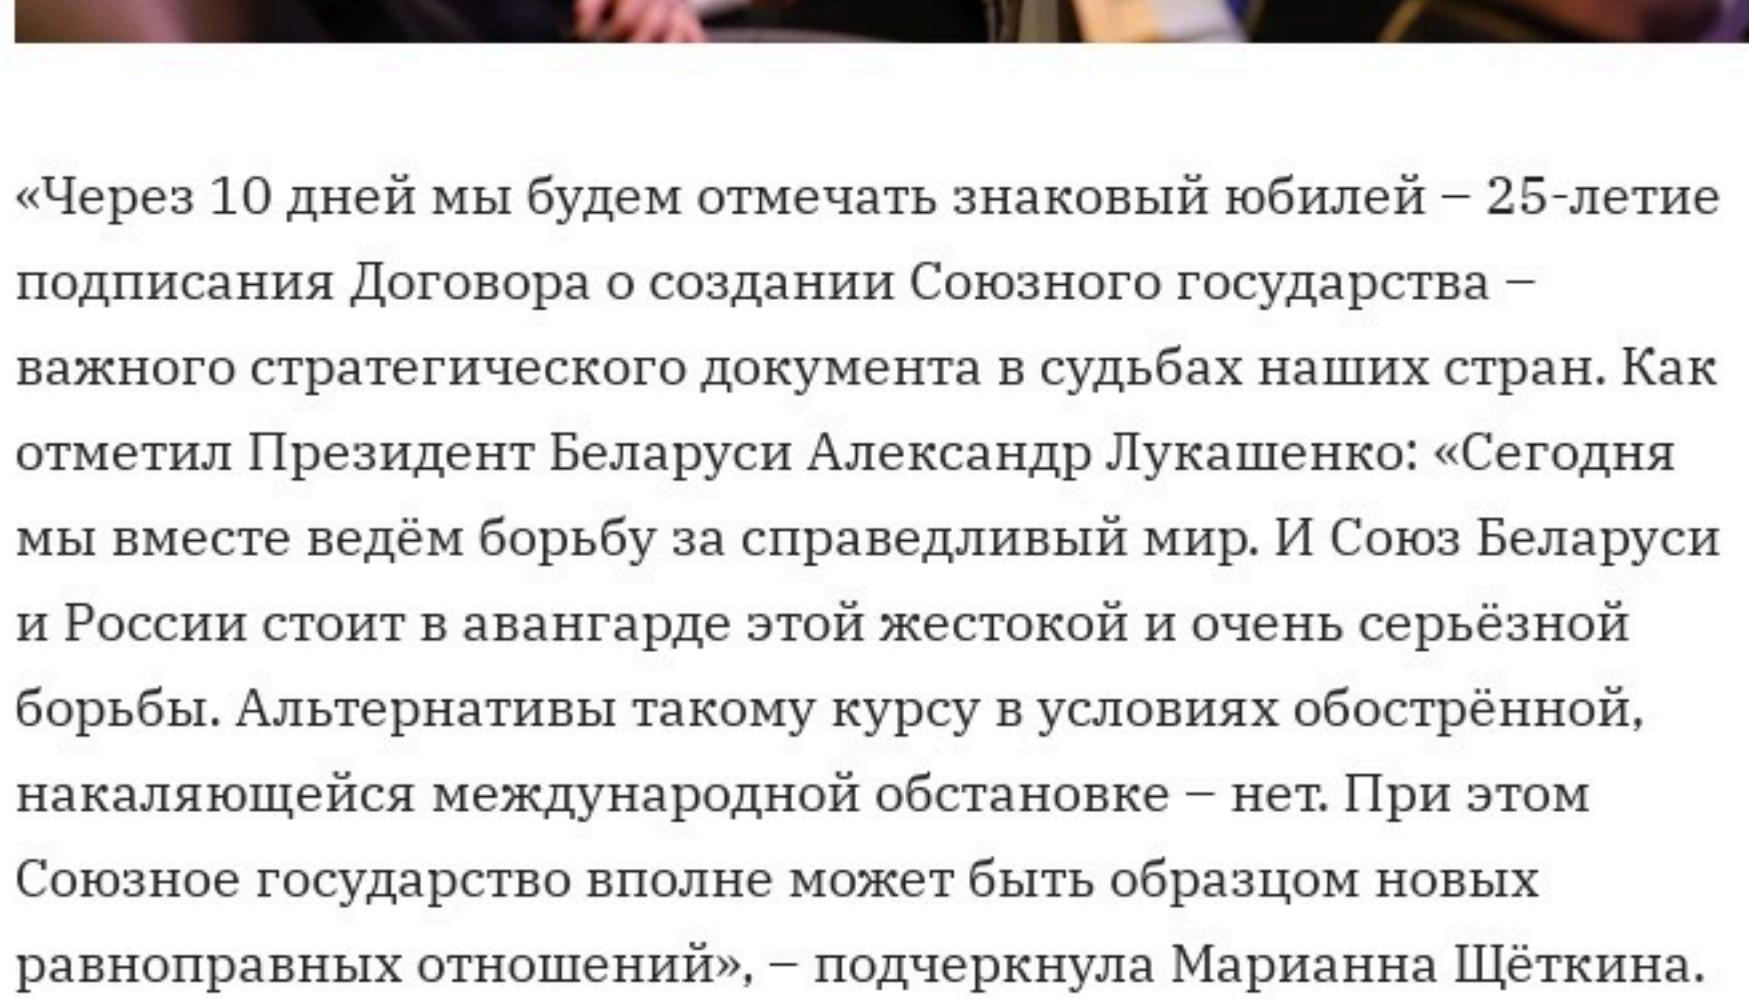 «Через 10 дней мы будем отмечать знаковый юбилей – 25-летие
подписания Договора о создании Союзного государства –
важного стратегического документа в судьбах наших стран. Как
отметил Президент Беларуси Александр Лукашенко: «Сегодня
мы вместе ведём борьбу за справедливый мир. И Союз Беларуси
и России стоит в авангарде этой жестокой и очень серьёзной
борьбы. Альтернативы такому курсу в условиях обострённой,
накаляющейся международной обстановке – нет. При этом
Союзное государство вполне может быть образцом новых
равноправных отношений», – подчеркнула Марианна Щёткина.